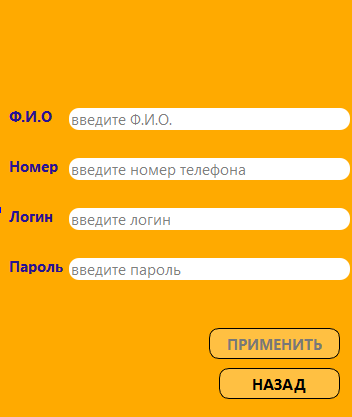 Ф.И.О введите Ф.И.О.
Номер введите номер телефона
Логин введите логин
Пароль введите пароль
ПРИМЕНИТЬ
НАЗАД